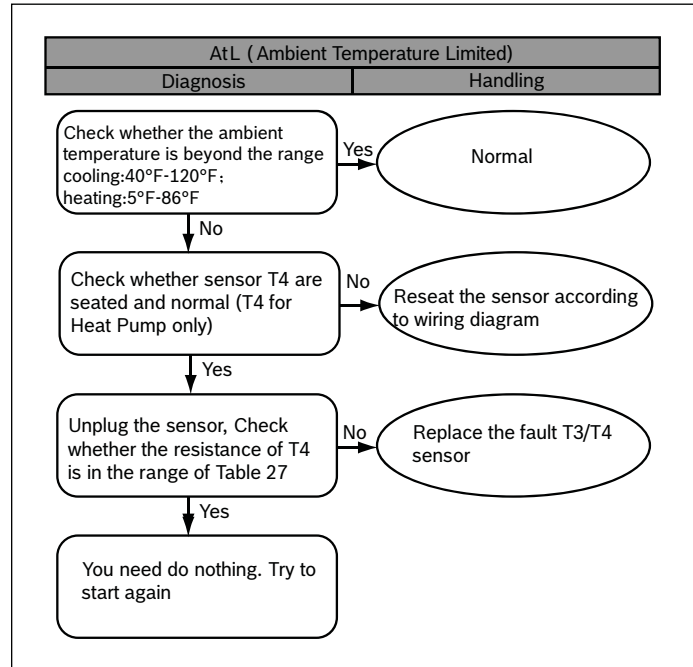 AtL ( Ambient Temperature Limited)
Diagnosis
Handling
Check whether the ambient
temperature is beyond the range
cooling:40°F-120°F;
heating:5°F-86°F
Yes
Normal
No
Check whether sensor T4 are
seated and normal (T4 for
Heat Pump only)
No
Reseat the sensor according
to wiring diagram
Yes
Unplug the sensor, Check
whether the resistance of T4
is in the range of Table 27
No
Replace the fault T3/T4
sensor
Yes
You need do nothing. Try to
start again